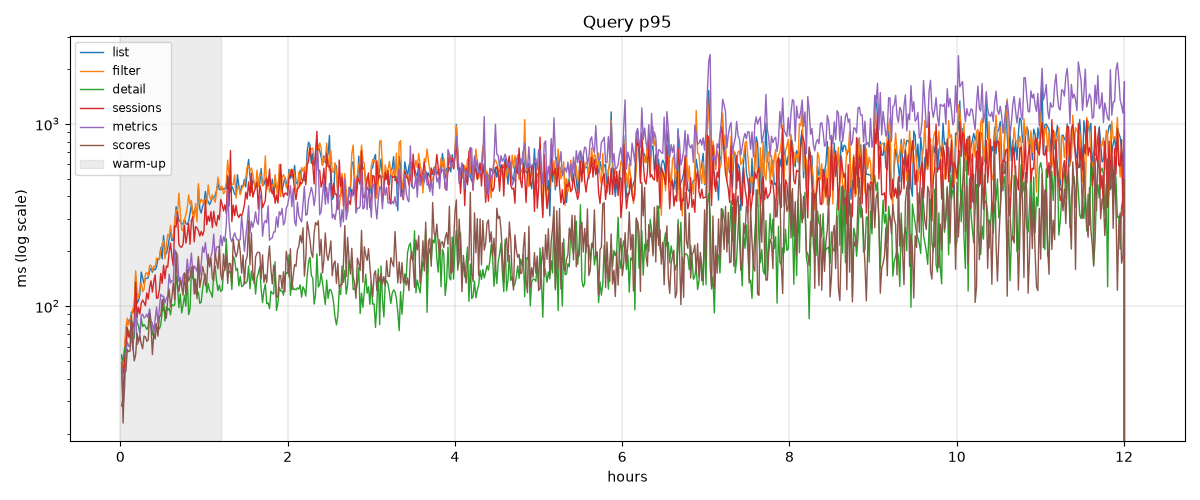 Query p95
list
filter
detail
sessions
metrics
scores
warm-up
ms (log scale)
10³
10²
0 2 4 6 8 10 12
hours